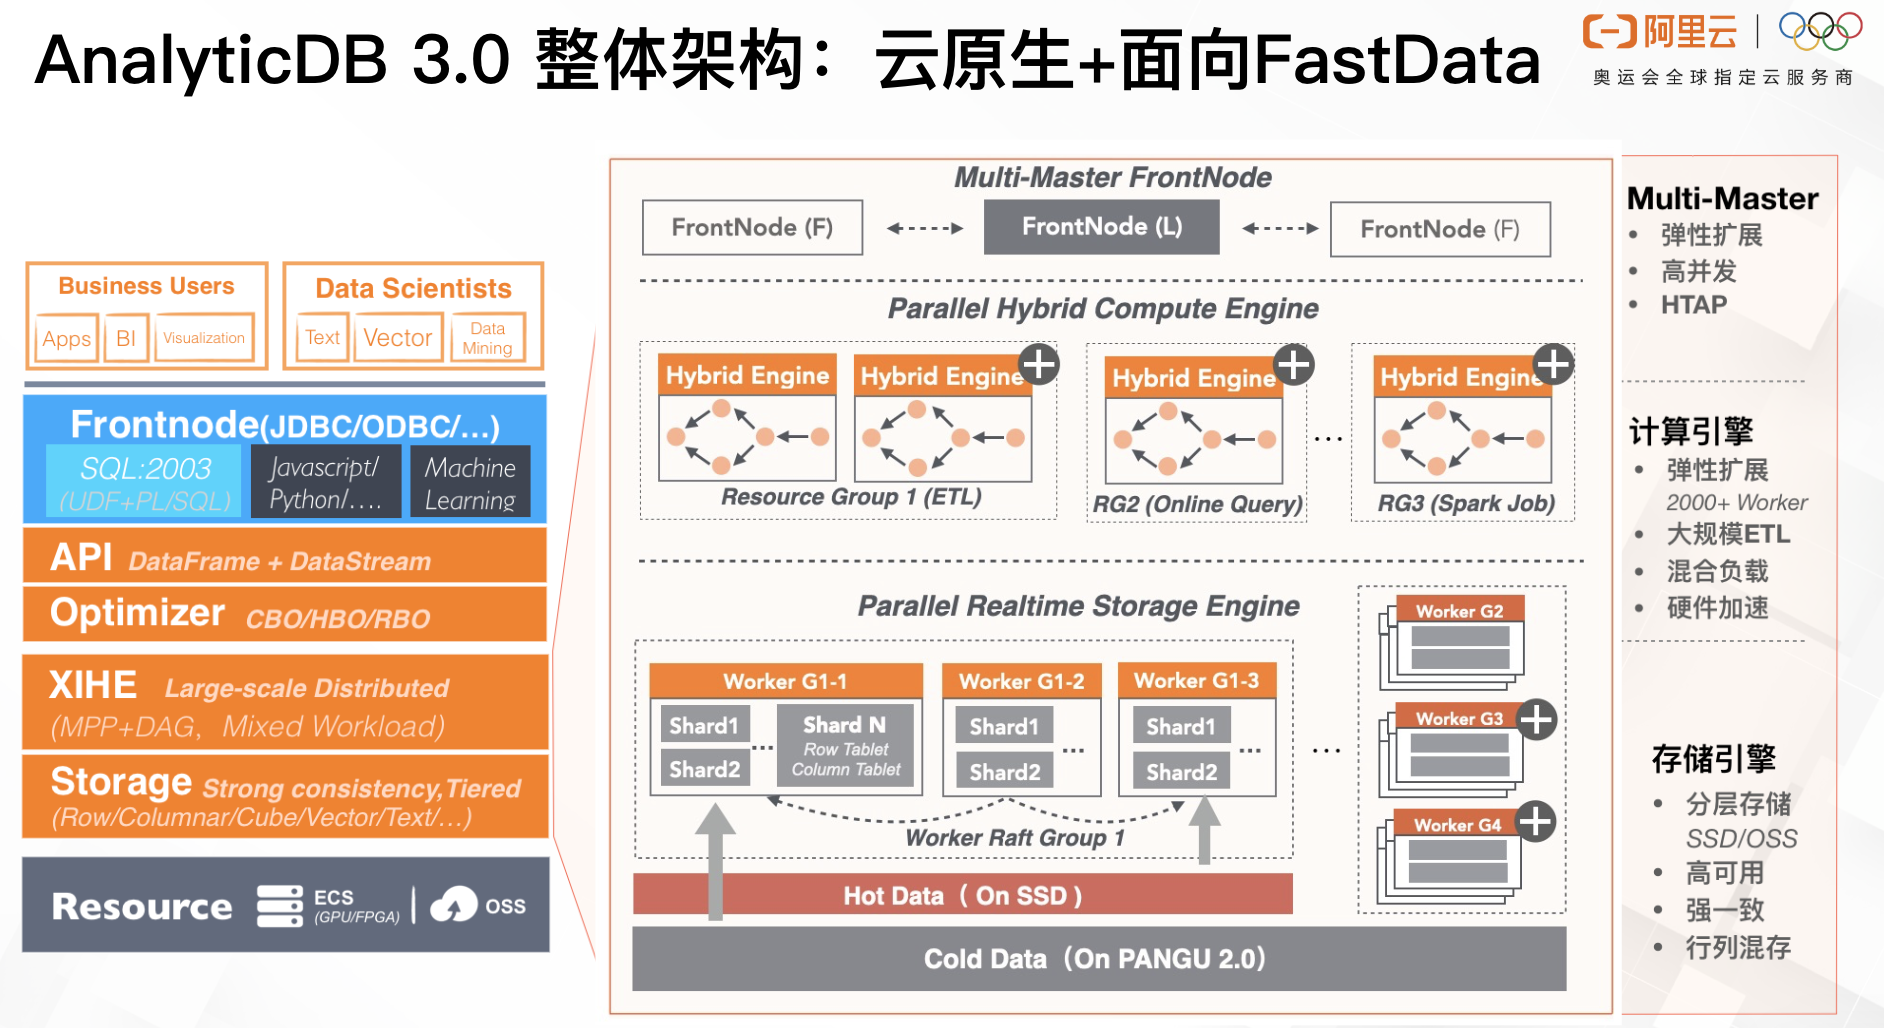 AnalyticDB 3.0 整体架构：云原生+面向FastData
阿里云
奥运会全球指定云服务商
Business Users
Apps
BI
Visualization
Data Scientists
Text
Vector
Data
Mining
Frontnode(JDBC/ODBC/...)
SQL:2003
(UDF+PL/SQL)
Javascript/
Python/....
Machine
Learning
API DataFrame + DataStream
Optimizer CBO/HBO/RBO
XIHE Large-scale Distributed
(MPP+DAG，Mixed Workload)
Storage Strong consistency,Tiered
(Row/Columnar/Cube/Vector/Text/...)
Resource
ECS
(GPU/FPGA)
OSS
Multi-Master FrontNode
FrontNode (F)
FrontNode (L)
FrontNode (F)
Parallel Hybrid Compute Engine
Hybrid Engine
Hybrid Engine
Resource Group 1 (ETL)
Hybrid Engine
RG2 (Online Query)
...
Hybrid Engine
RG3 (Spark Job)
Parallel Realtime Storage Engine
Worker G1-1
Shard1
Shard2
...
Shard N
Row Tablet
Column Tablet
Worker G1-2
Shard1
Shard2
...
Worker G1-3
Shard1
Shard2
...
Worker Raft Group 1
...
Worker G2
Worker G3
Worker G4
Hot Data（ On SSD ）
Cold Data（On PANGU 2.0）
Multi-Master
• 弹性扩展
• 高并发
• HTAP
计算引擎
• 弹性扩展
2000+ Worker
• 大规模ETL
• 混合负载
• 硬件加速
存储引擎
• 分层存储
SSD/OSS
• 高可用
• 强一致
• 行列混存